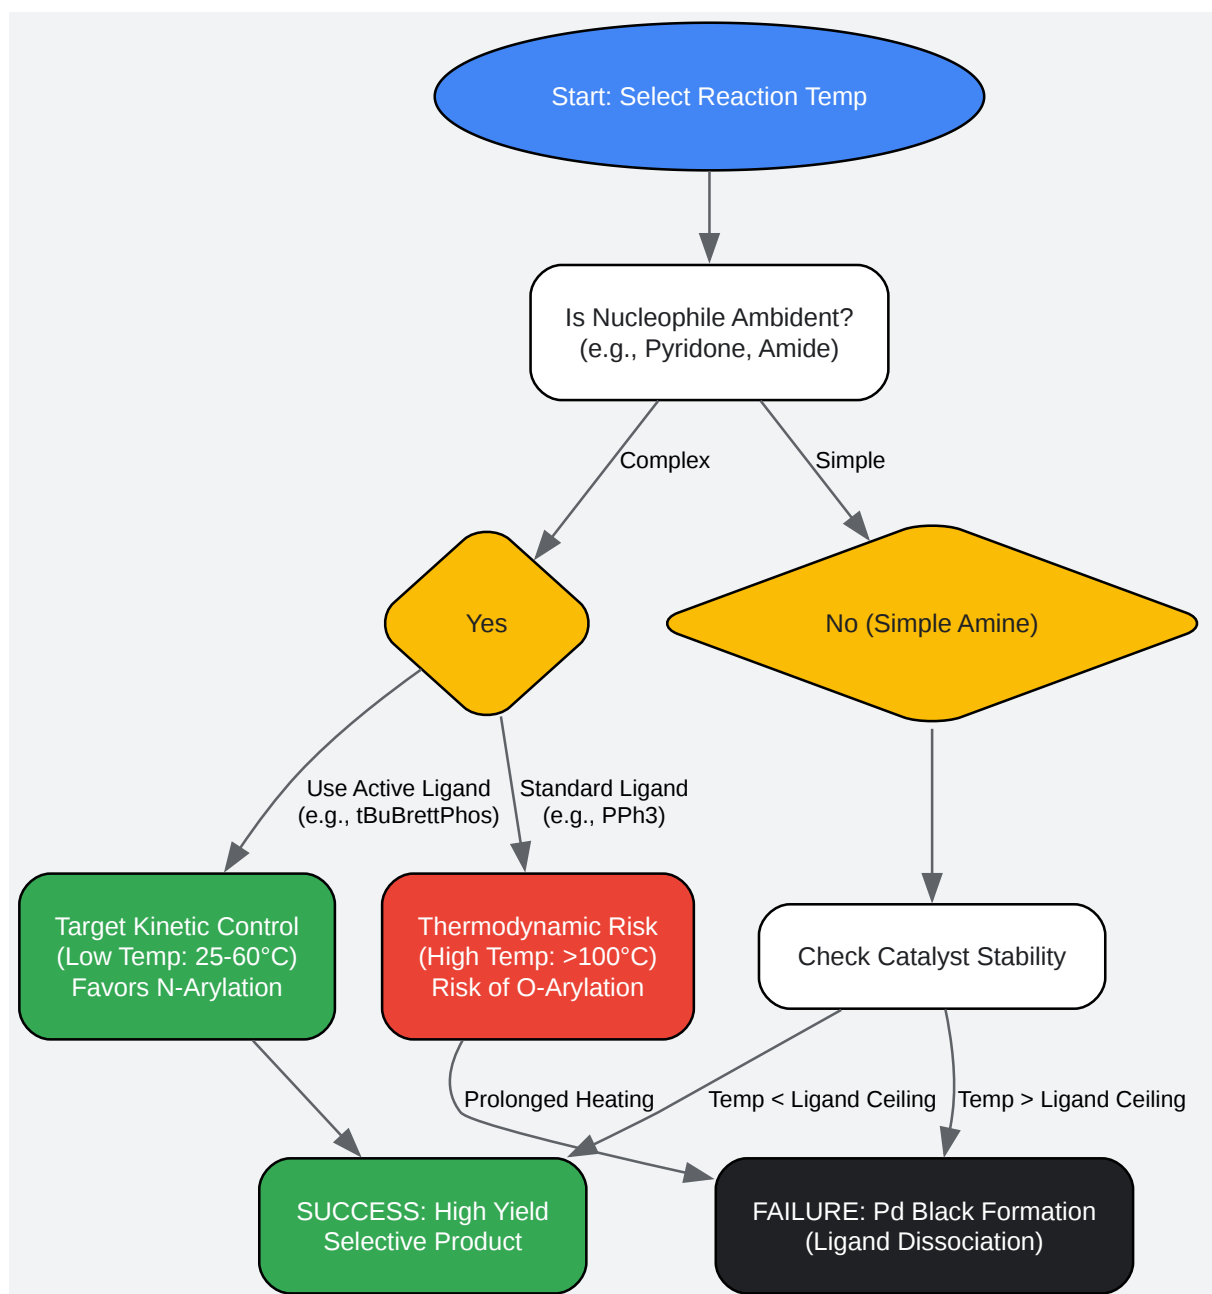 Start: Select Reaction Temp
Is Nucleophile Ambident?
(e.g., Pyridone, Amide)
Complex
Simple
Yes
No (Simple Amine)
Use Active Ligand
(e.g., tBuBrettPhos)
Standard Ligand
(e.g., PPh3)
Target Kinetic Control
(Low Temp: 25-60°C)
Favors N-Arylation
Thermodynamic Risk
(High Temp: >100°C)
Risk of O-Arylation
Check Catalyst Stability
Prolonged Heating
Temp < Ligand Ceiling
Temp > Ligand Ceiling
SUCCESS: High Yield
Selective Product
FAILURE: Pd Black Formation
(Ligand Dissociation)